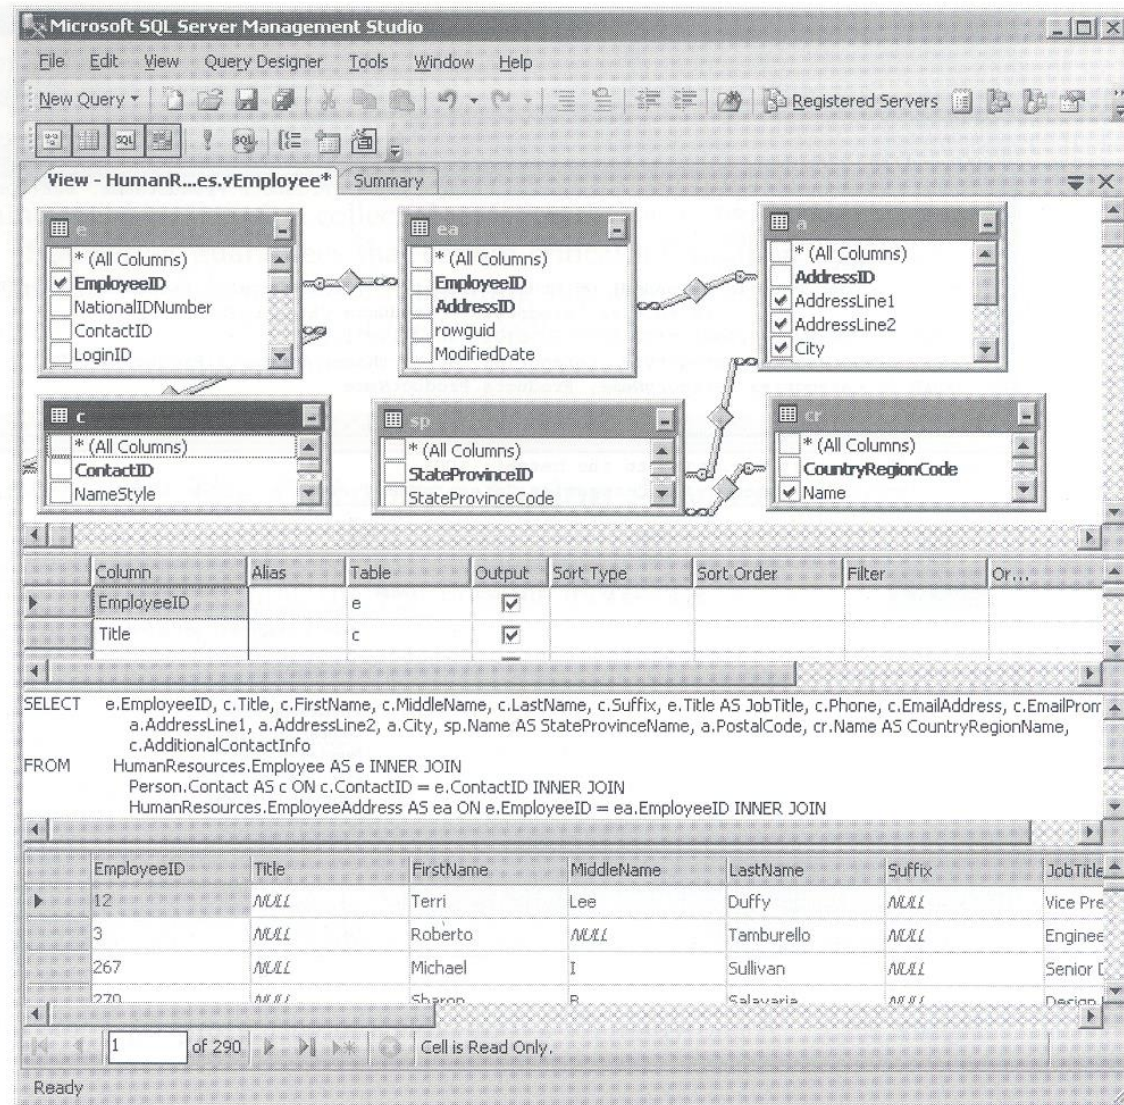 Microsoft SQL Server Management Studio
File Edit View Query Designer Tools Window Help
New Query Registered Servers
SQL
View - HumanR...es.vEmployee* Summary
e
* (All Columns)
EmployeeID
NationalIDNumber
ContactID
LoginID
ea
* (All Columns)
EmployeeID
AddressID
rowguid
ModifiedDate
a
* (All Columns)
AddressID
AddressLine1
AddressLine2
City
c
* (All Columns)
ContactID
NameStyle
sp
* (All Columns)
StateProvinceID
StateProvinceCode
cr
* (All Columns)
CountryRegionCode
Name
Column Alias Table Output Sort Type Sort Order Filter Or...
EmployeeID e
Title c
SELECT e.EmployeeID, c.Title, c.FirstName, c.MiddleName, c.LastName, c.Suffix, e.Title AS JobTitle, c.Phone, c.EmailAddress, c.EmailProm
a.AddressLine1, a.AddressLine2, a.City, sp.Name AS StateProvinceName, a.PostalCode, cr.Name AS CountryRegionName,
c.AdditionalContactInfo
FROM HumanResources.Employee AS e INNER JOIN
Person.Contact AS c ON c.ContactID = e.ContactID INNER JOIN
HumanResources.EmployeeAddress AS ea ON e.EmployeeID = ea.EmployeeID INNER JOIN
EmployeeID Title FirstName MiddleName LastName Suffix JobTitle
12 NULL Terri Lee Duffy NULL Vice Pre
3 NULL Roberto NULL Tamburello NULL Enginee
267 NULL Michael I Sullivan NULL Senior D
270 NULL Sharon B Salavaria NULL Design
1 of 290 Cell is Read Only.
Ready